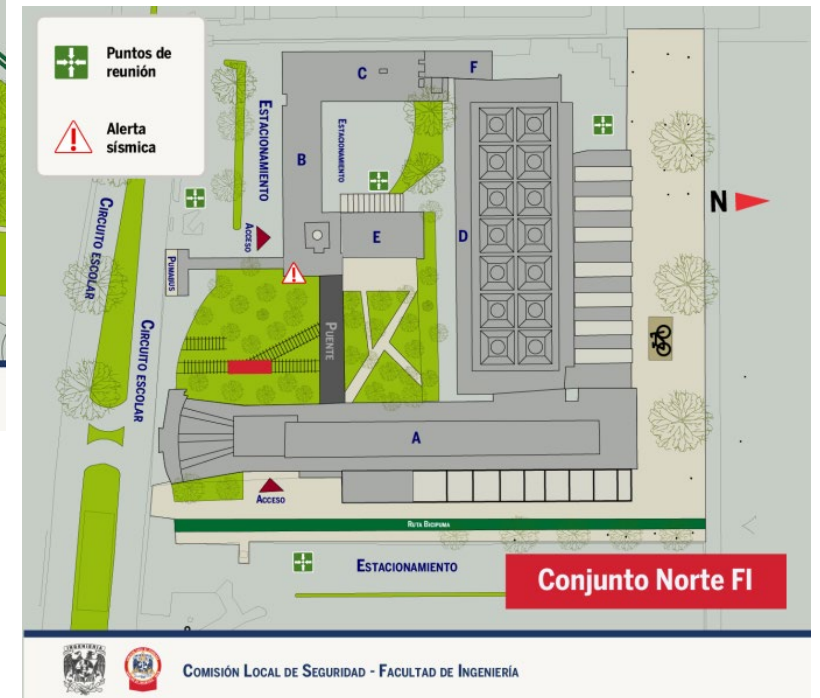 Puntos de
reunión
Alerta
sísmica
C
F
ESTACIONAMIENTO
ESTACIONAMIENTO
B
N
CIRCUITO ESCOLAR
ACCESO
E
D
PUMABUS
CIRCUITO ESCOLAR
PUENTE
A
ACCESO
RUTA BICIPUMA
ESTACIONAMIENTO
Conjunto Norte FI
INGENIERIA
COMISIÓN LOCAL DE SEGURIDAD - FACULTAD DE INGENIERÍA